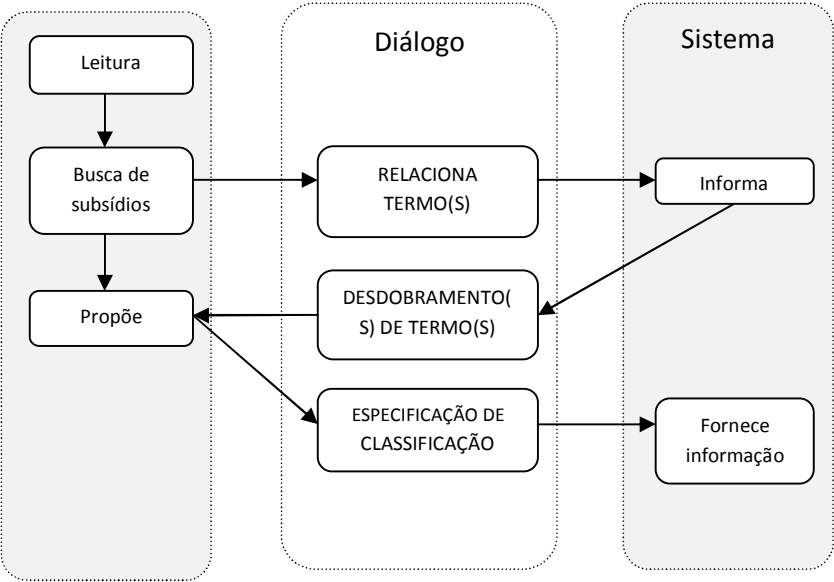 Diálogo
Sistema
Leitura
Busca de
subsídios
RELACIONA
TERMO(S)
Informa
Propõe
DESDOBRAMENTO(
S) DE TERMO(S)
ESPECIFICAÇÃO DE
CLASSIFICAÇÃO
Fornece
informação